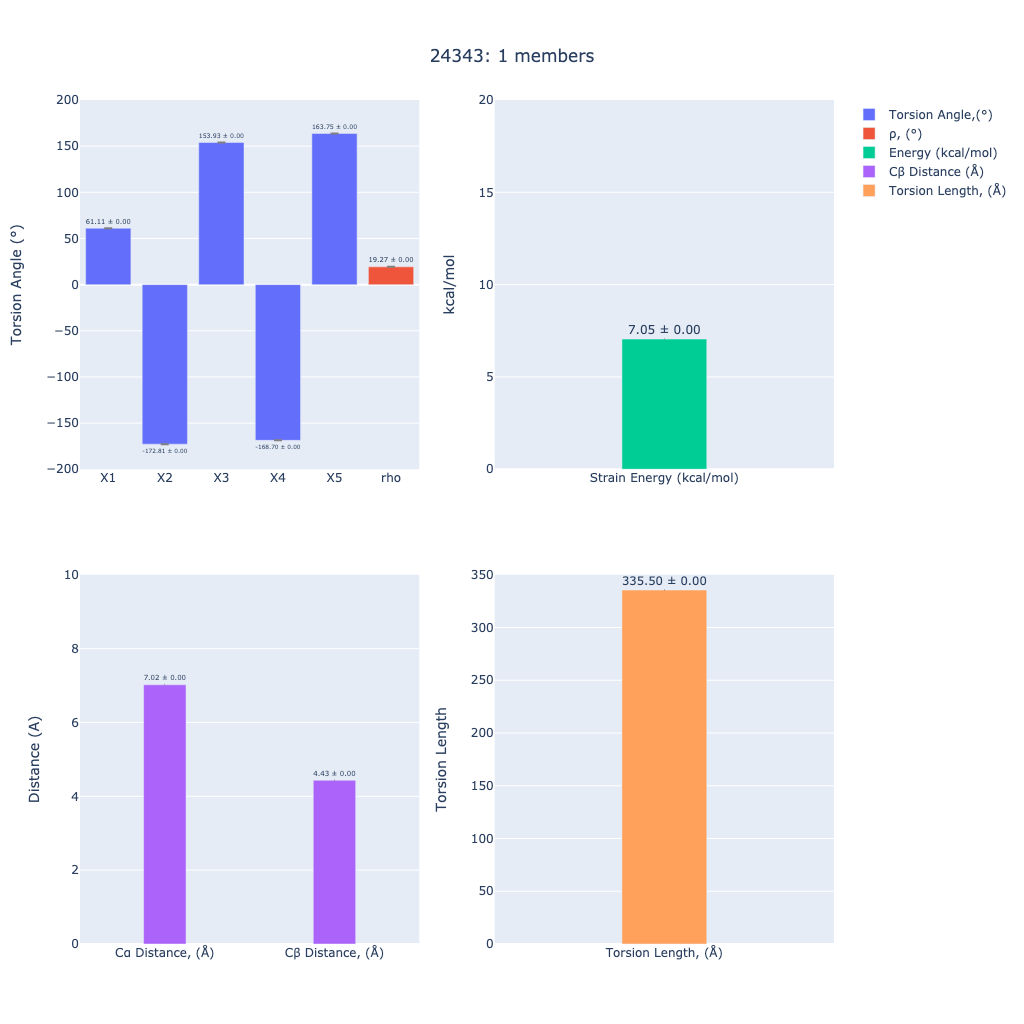 24343: 1 members
Torsion Angle (°)
200
150
100
50
0
−50
−100
−150
−200
61.11 ± 0.00
-172.81 ± 0.00
153.93 ± 0.00
-168.70 ± 0.00
163.75 ± 0.00
19.27 ± 0.00
X1 X2 X3 X4 X5 rho
kcal/mol
20
15
10
5
0
7.05 ± 0.00
Strain Energy (kcal/mol)
Torsion Angle,(°)
ρ, (°)
Energy (kcal/mol)
Cβ Distance (Å)
Torsion Length, (Å)
Distance (A)
10
8
6
4
2
0
7.02 ± 0.00
4.43 ± 0.00
Cα Distance, (Å) Cβ Distance, (Å)
Torsion Length
350
300
250
200
150
100
50
0
335.50 ± 0.00
Torsion Length, (Å)